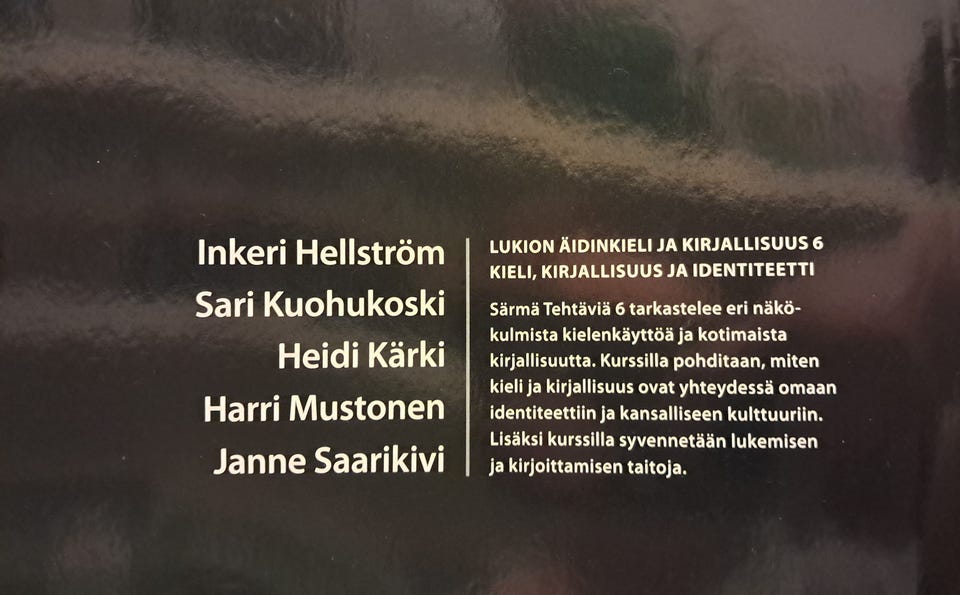 Inkeri Hellström
Sari Kuohukoski
Heidi Kärki
Harri Mustonen
Janne Saarikivi
LUKION ÄIDINKIELI JA KIRJALLISUUS 6
KIELI, KIRJALLISUUS JA IDENTITEETTI
Särmä Tehtäviä 6 tarkastelee eri näkö-
kulmista kielenkäyttöä ja kotimaista
kirjallisuutta. Kurssilla pohditaan, miten
kieli ja kirjallisuus ovat yhteydessä omaan
identiteettiin ja kansalliseen kulttuuriin.
Lisäksi kurssilla syvennetään lukemisen
ja kirjoittamisen taitoja.